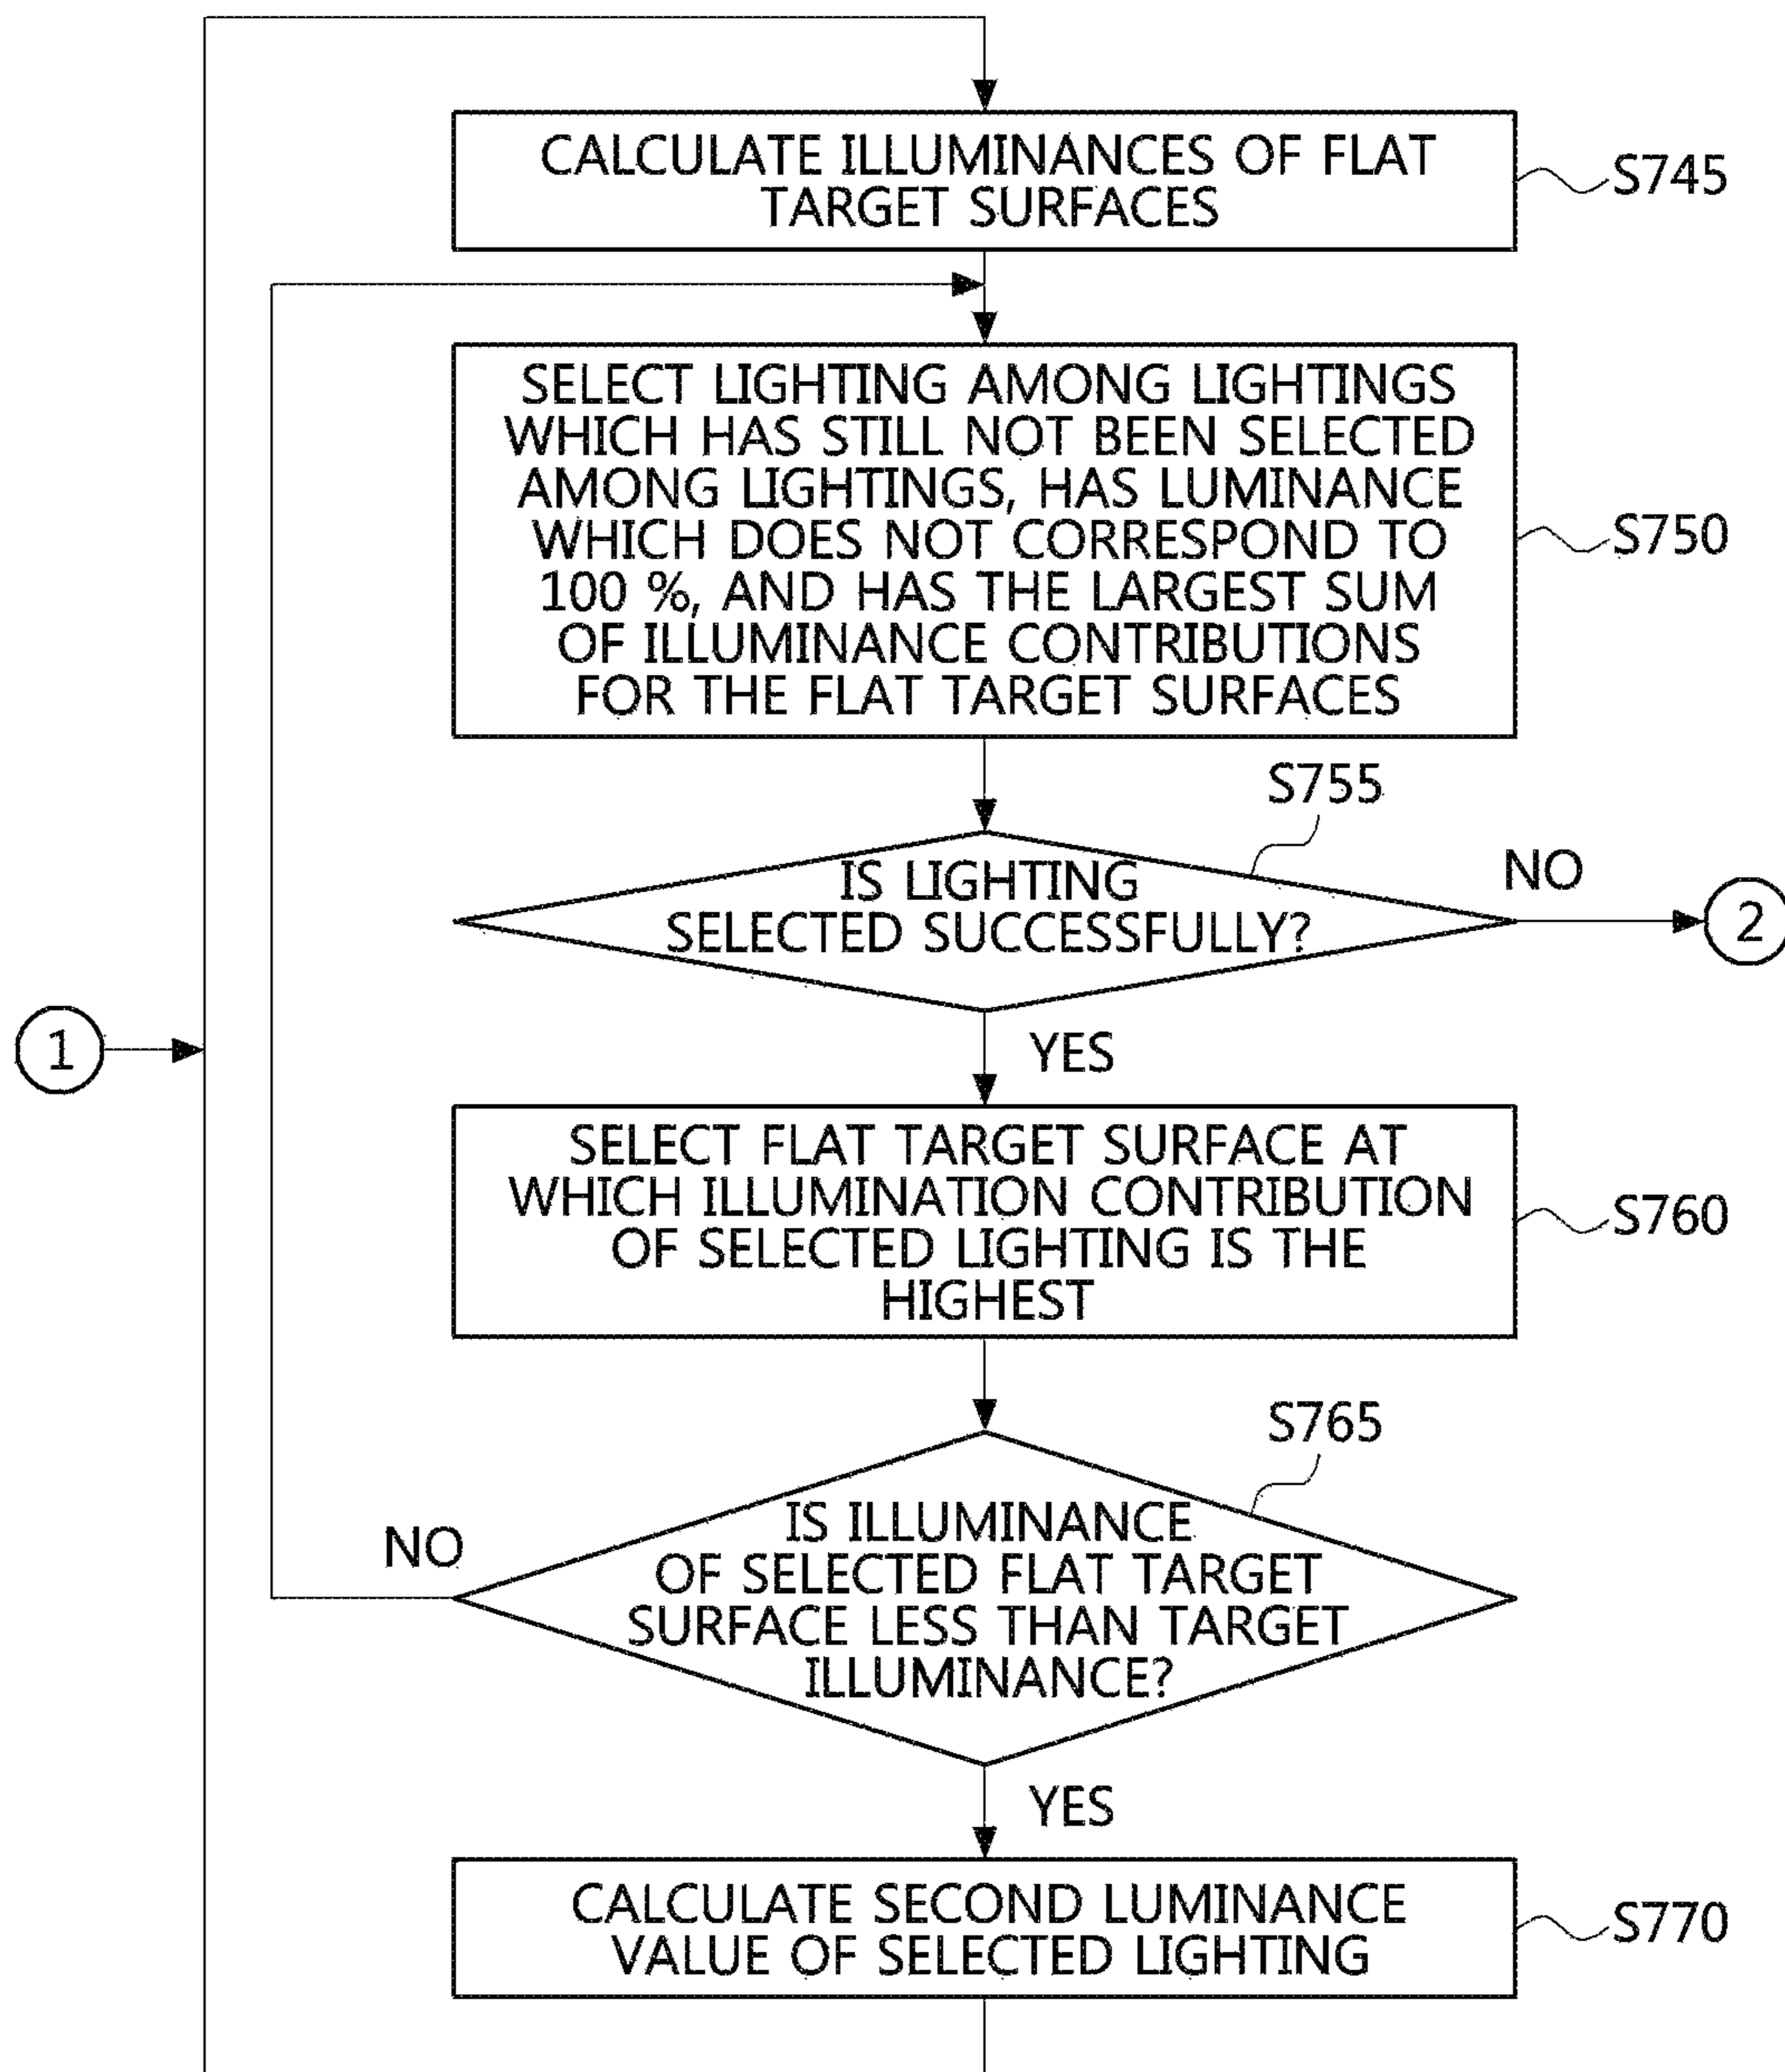 CALCULATE ILLUMINANCES OF FLAT
TARGET SURFACES
S745
SELECT LIGHTING AMONG LIGHTINGS
WHICH HAS STILL NOT BEEN SELECTED
AMONG LIGHTINGS, HAS LUMINANCE
WHICH DOES NOT CORRESPOND TO
100 %, AND HAS THE LARGEST SUM
OF ILLUMINANCE CONTRIBUTIONS
FOR THE FLAT TARGET SURFACES
S750
S755
IS LIGHTING
SELECTED SUCCESSFULLY?
NO
2
1
YES
SELECT FLAT TARGET SURFACE AT
WHICH ILLUMINATION CONTRIBUTION
OF SELECTED LIGHTING IS THE
HIGHEST
S760
S765
IS ILLUMINANCE
OF SELECTED FLAT TARGET
SURFACE LESS THAN TARGET
ILLUMINANCE?
NO
YES
CALCULATE SECOND LUMINANCE
VALUE OF SELECTED LIGHTING
S770